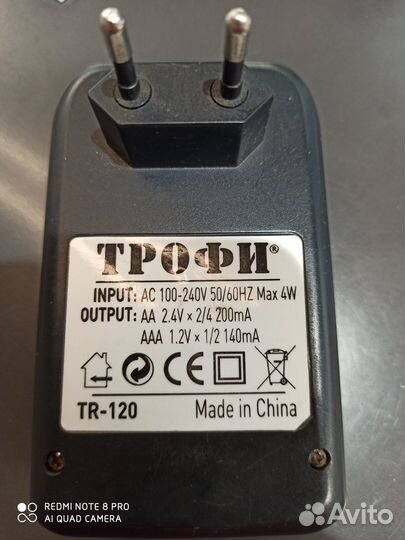 ТРОФИ®
INPUT: AC 100-240V 50/60HZ Max 4W
OUTPUT: AA 2.4V × 2/4 200mA
AAA 1.2V × 1/2 140mA
CE
TR-120 Made in China
REDMI NOTE 8 PRO
AI QUAD CAMERA
Avito